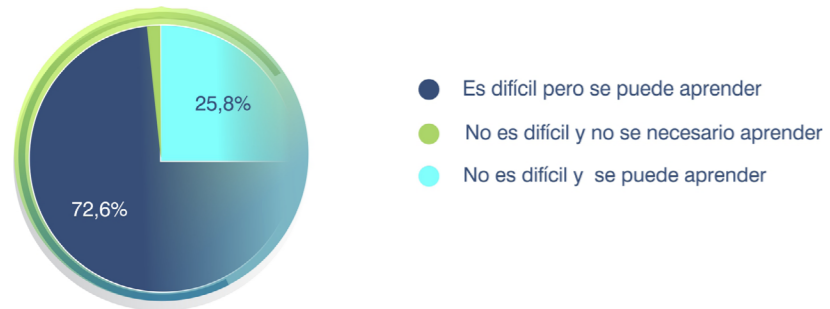 25,8%
72,6%
Es difícil pero se puede aprender
No es difícil y no se necesario aprender
No es difícil y se puede aprender